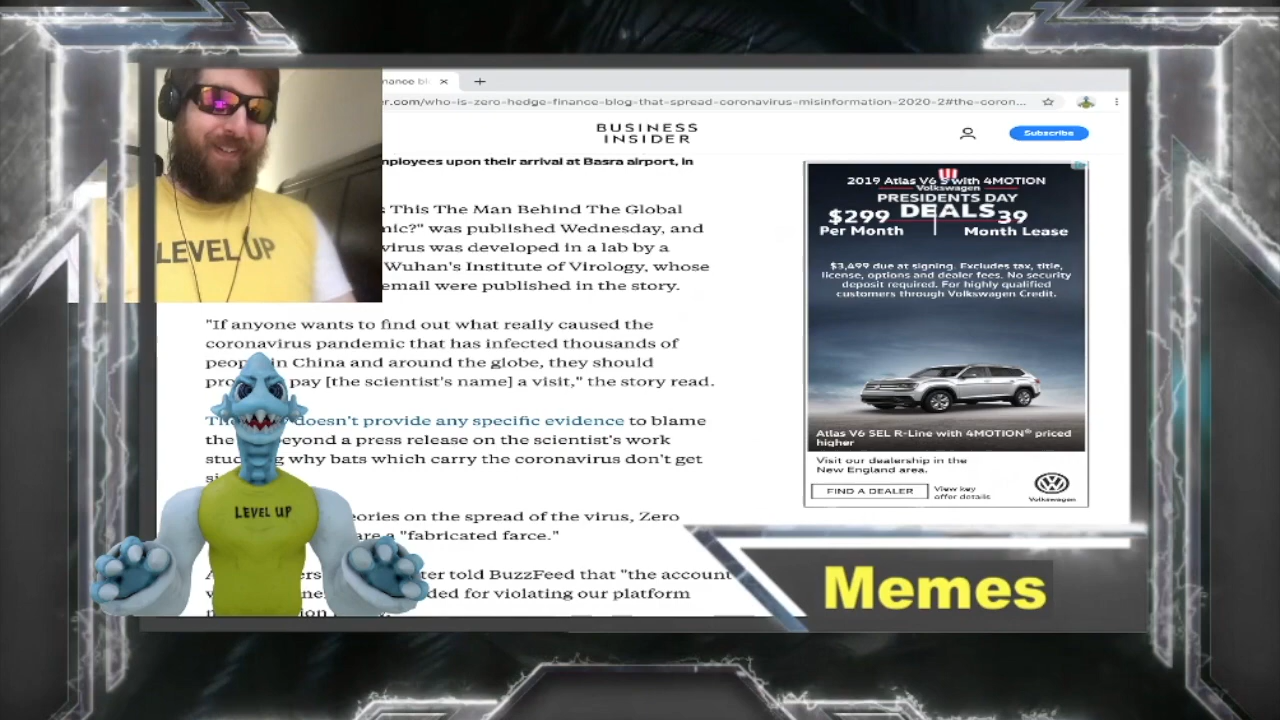 nance bl
r.com/who-is-zero-hedge-finance-blog-that-spread-coronavirus-misinformation-2020-2#the-coron...
BUSINESS
INSIDER
Subscribe
mployees upon their arrival at Basra airport, in
This The Man Behind The Global
was published Wednesday, and
virus was developed in a lab by a
Wuhan's Institute of Virology, whose
email were published in the story.
"If anyone wants to find out what really caused the
coronavirus pandemic that has infected thousands of
in China and around the globe, they should
pay [the scientist's name] a visit," the story read.
doesn't provide any specific evidence to blame
the beyond a press release on the scientist's work
why bats which carry the coronavirus don't get
on the spread of the virus, Zero
are a "fabricated farce."
told BuzzFeed that "the account
for violating our platform
LEVEL UP
LEVEL UP
2019 Atlas V6 S with 4MOTION
Volkswagen
PRESIDENTS DAY
DEALS
$299 39
Per Month Month Lease
$3,499 due at signing. Excludes tax, title,
license, options and dealer fees. No security
deposit required. For highly qualified
customers through Volkswagen Credit.
Atlas V6 SEL R-Line with 4MOTION® priced
higher
Visit our dealership in the
New England area.
FIND A DEALER
View key
offer details
Volkswagen
Memes